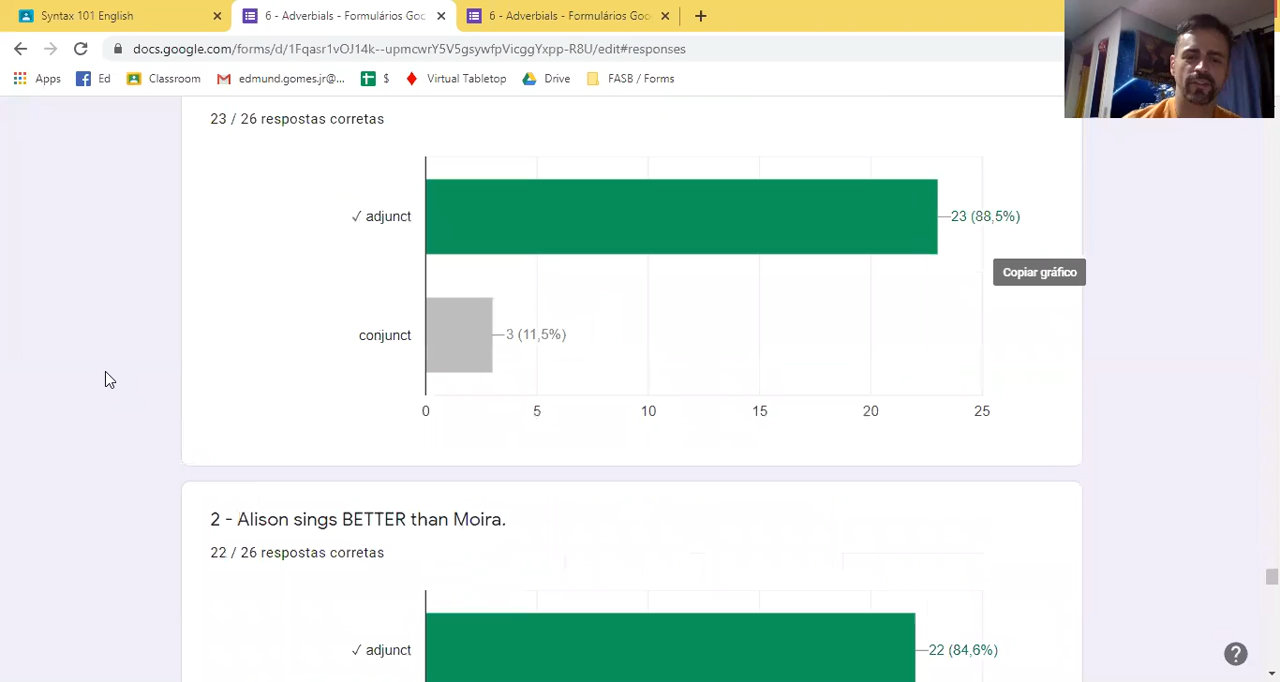 Syntax 101 English
6 - Adverbials - Formulários Goo
6 - Adverbials - Formulários Goo
docs.google.com/forms/d/1Fqasr1vOJ14k--upmcwrY5V5gsywfpVicggYxpp-R8U/edit#responses
Apps Ed Classroom edmund.gomes.jr@... $ Virtual Tabletop Drive FASB / Forms
23 / 26 respostas corretas
✓ adjunct
23 (88,5%)
Copiar gráfico
conjunct
3 (11,5%)
0 5 10 15 20 25
2 - Alison sings BETTER than Moira.
22 / 26 respostas corretas
✓ adjunct
22 (84,6%)